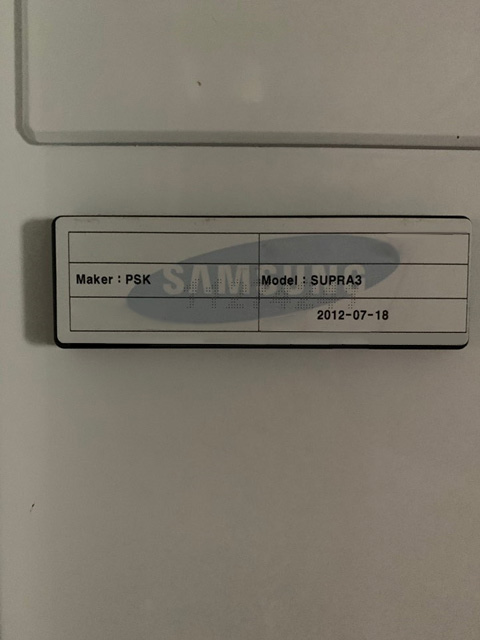 SAMSUNG
Maker : PSK Model : SUPRA3
2012-07-18